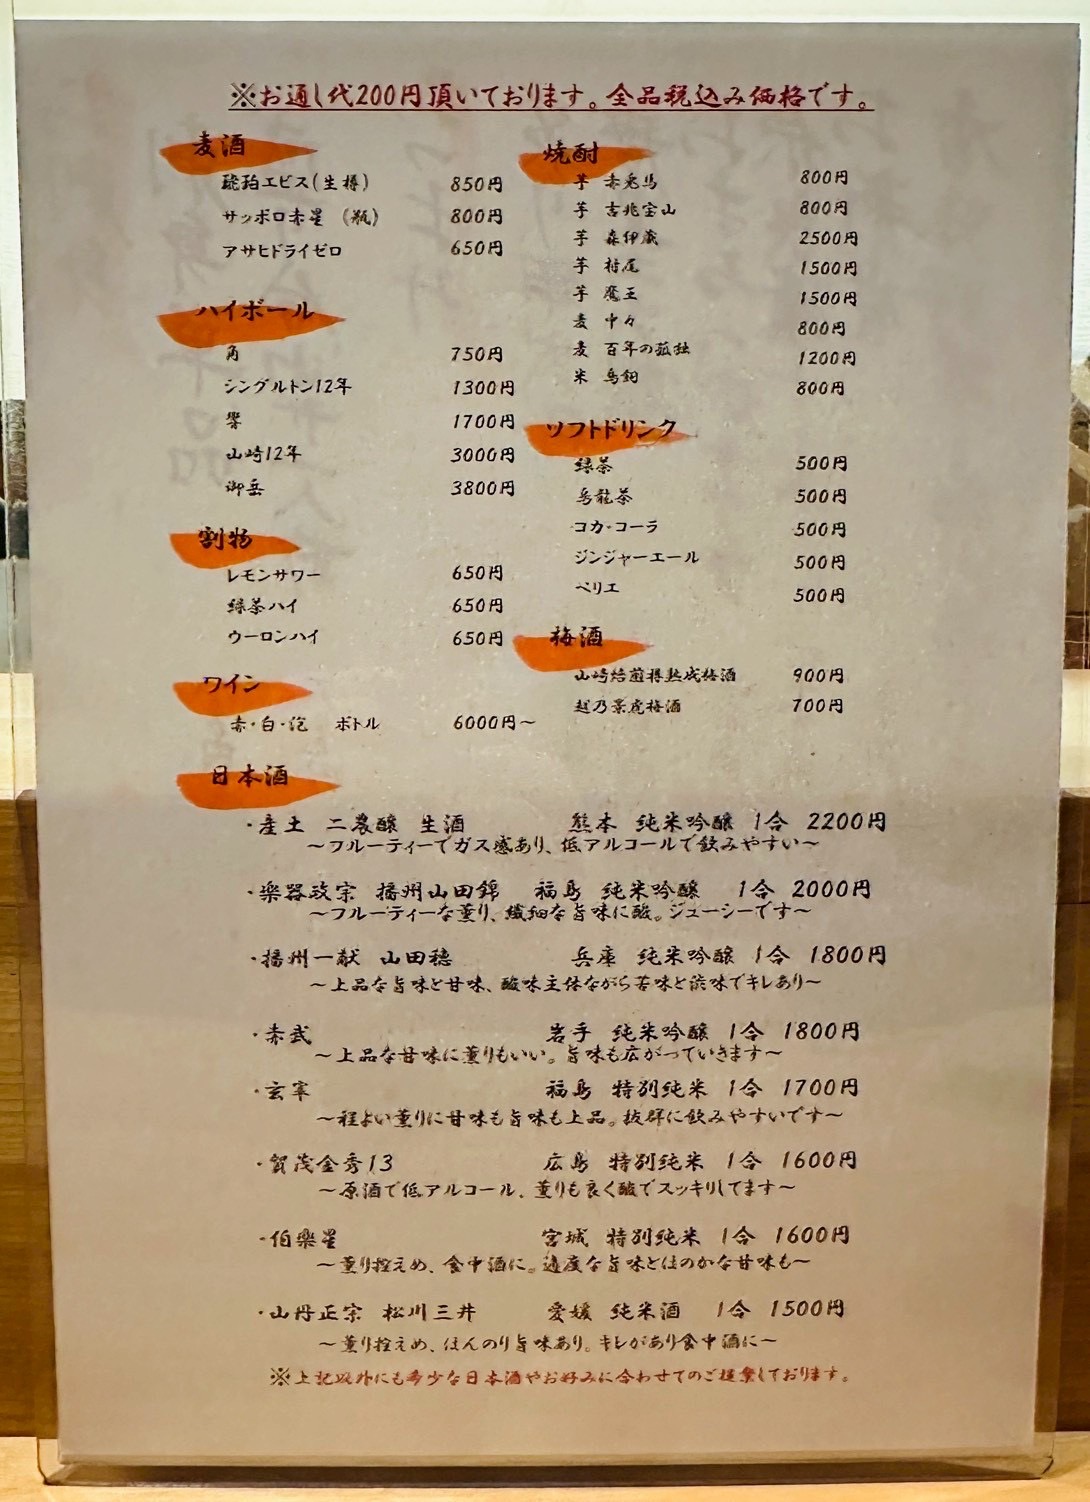 ※お通し代200円頂いております。全品税込み価格です。
麦酒
琥珀エビス(生樽) 850円
サッポロ赤星 (瓶) 800円
アサヒドライゼロ 650円
ハイボール
角 750円
シングルトン12年 1300円
響 1700円
山崎12年 3000円
御岳 3800円
割物
レモンサワー 650円
緑茶ハイ 650円
ウーロンハイ 650円
ワイン
赤・白・泡 ボトル 6000円～
焼酎
芋 赤兎馬 800円
芋 吉兆宝山 800円
芋 森伊蔵 2500円
芋 村尾 1500円
芋 魔王 1500円
麦 中々 800円
麦 百年の孤独 1200円
米 鳥飼 800円
ソフトドリンク
緑茶 500円
烏龍茶 500円
コカ・コーラ 500円
ジンジャーエール 500円
ペリエ 500円
梅酒
山崎焙煎樽熟成梅酒 900円
越乃景虎梅酒 700円
日本酒
・産土 二農醸 生酒 熊本 純米吟醸 1合 2200円
～フルーティーでガス感あり、低アルコールで飲みやすい～
・楽器政宗 播州山田錦 福島 純米吟醸 1合 2000円
～フルーティーな薫り、繊細な旨味に酸。ジューシーです～
・播州一献 山田穂 兵庫 純米吟醸 1合 1800円
～上品な旨味と甘味、酸味主体ながら苦味と渋味でキレあり～
・赤武 岩手 純米吟醸 1合 1800円
～上品な甘味に薫りもいい。旨味も広がっていきます～
・玄宰 福島 特別純米 1合 1700円
～程よい薫りに甘味も旨味も上品。抜群に飲みやすいです～
・賀茂金秀13 広島 特別純米 1合 1600円
～原酒で低アルコール、薫りも良く酸でスッキリしてます～
・伯楽星 宮城 特別純米 1合 1600円
～薫り控えめ、食中酒に。適度な旨味とほのかな甘味も～
・山丹正宗 松川三井 愛媛 純米酒 1合 1500円
～薫り控えめ、ほんのり旨味あり。キレがあり食中酒に～
※上記以外にも希少な日本酒やお好みに合わせてのご提案しております。